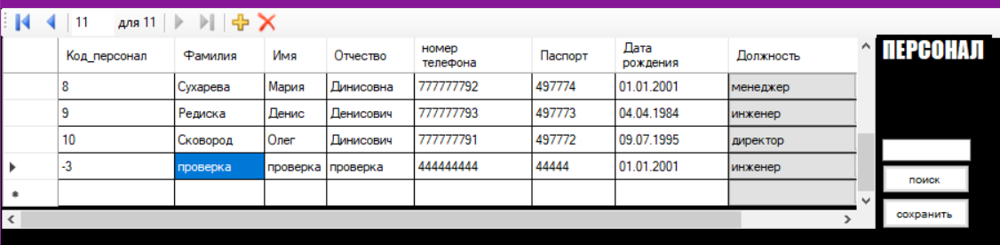 11 для 11
ПЕРСОНАЛ
Код_персонал Фамилия Имя Отчество номер телефона Паспорт Дата рождения Должность
8 Сухарева Мария Динисовна 777777792 497774 01.01.2001 менеджер
9 Редиска Денис Денисович 777777793 497773 04.04.1984 инженер
10 Сковород Олег Динисович 777777791 497772 09.07.1995 директор
-3 проверка проверка проверка 444444444 44444 01.01.2001 инженер
поиск
сохранить